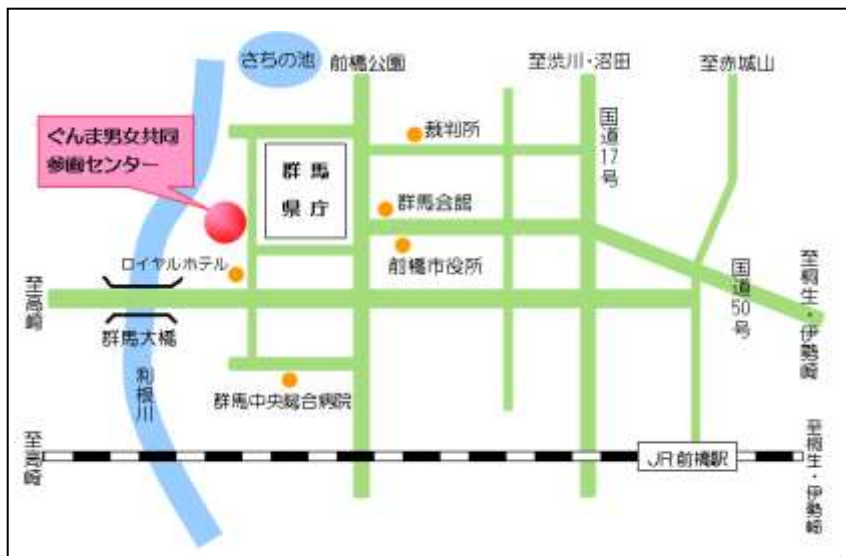 さちの池
前橋公園
至渋川・沼田
至赤城山
ぐんま男女共同
参画センター
裁判所
国道17号
群馬
県庁
群馬会館
前橋市役所
ロイヤルホテル
至高崎
群馬大橋
国道50号
至桐生・伊勢崎
利根川
群馬中央総合病院
至高崎
JR前橋駅
至桐生・伊勢崎